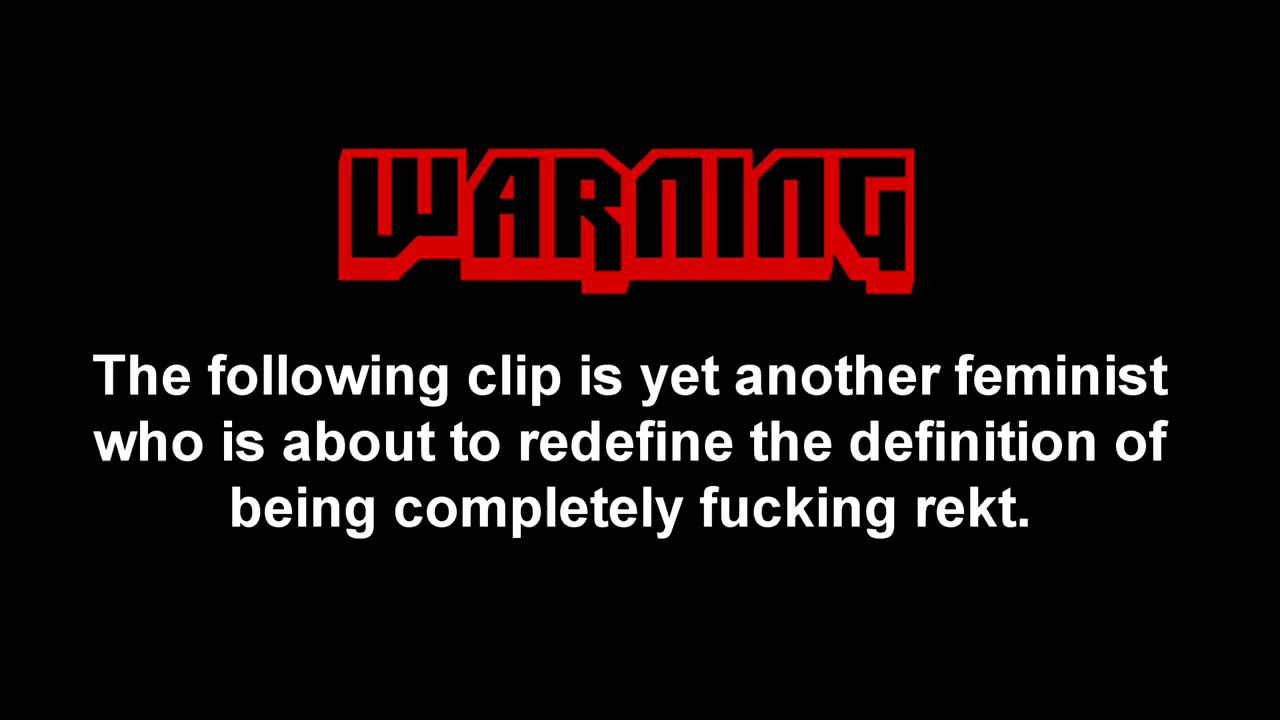 WARNING
The following clip is yet another feminist
who is about to redefine the definition of
being completely fucking rekt.